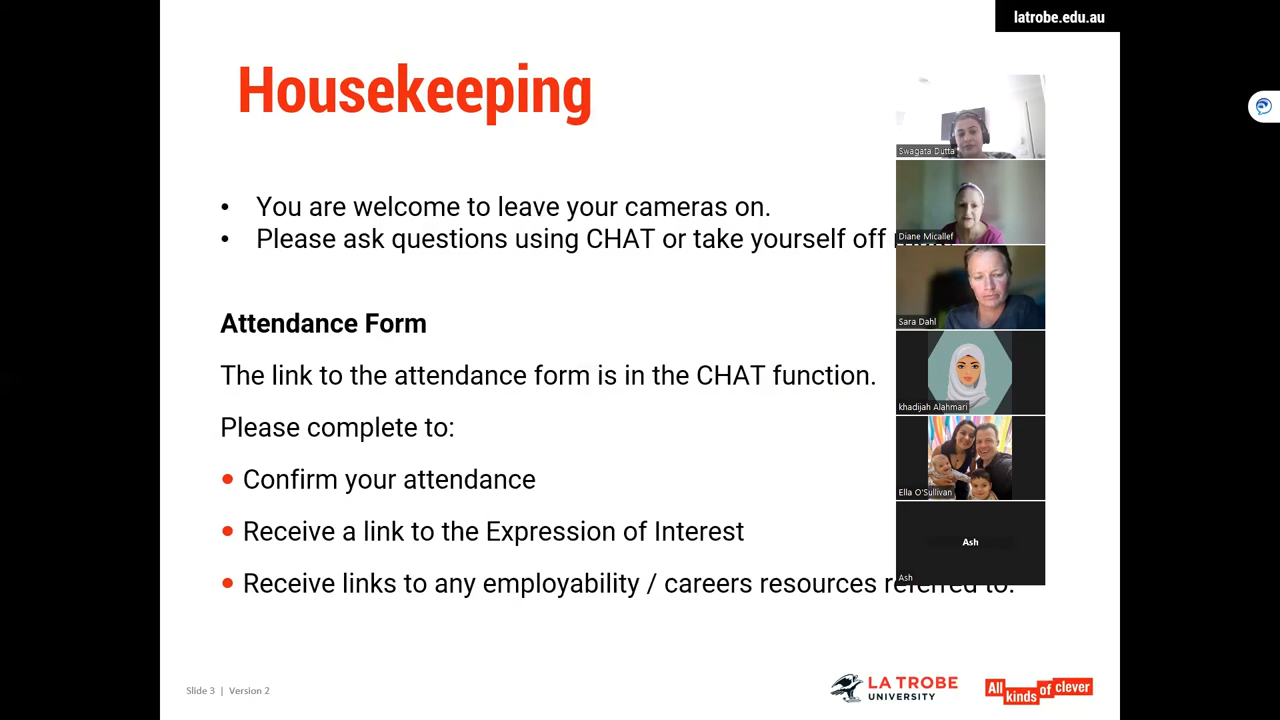 latrobe.edu.au
Housekeeping
• You are welcome to leave your cameras on.
• Please ask questions using CHAT or take yourself off
Attendance Form
The link to the attendance form is in the CHAT function.
Please complete to:
• Confirm your attendance
• Receive a link to the Expression of Interest
• Receive links to any employability / careers resources referred to.
Swagata Dutta
Diane Micallef
Sara Dahl
khadijah Alahmari
Ella O'Sullivan
Ash
Ash
Slide 3 | Version 2
LA TROBE
UNIVERSITY
All kinds of clever